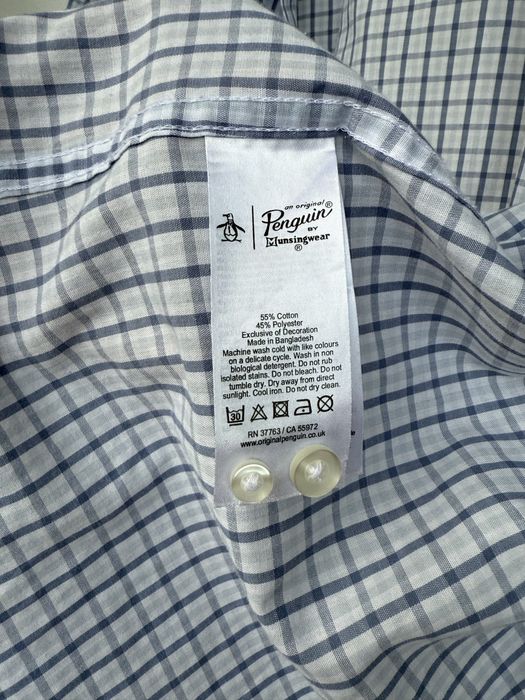 an original
Penguin®
BY
Munsingwear
®
55% Cotton
45% Polyester
Exclusive of Decoration
Made in Bangladesh
Machine wash cold with like colours
on a delicate cycle. Wash in non
biological detergent. Do not rub
isolated stains. Do not bleach. Do not
tumble dry. Dry away from direct
sunlight. Cool iron. Do not dry clean.
30
RN 37763 / CA 55972
www.originalpenguin.co.uk